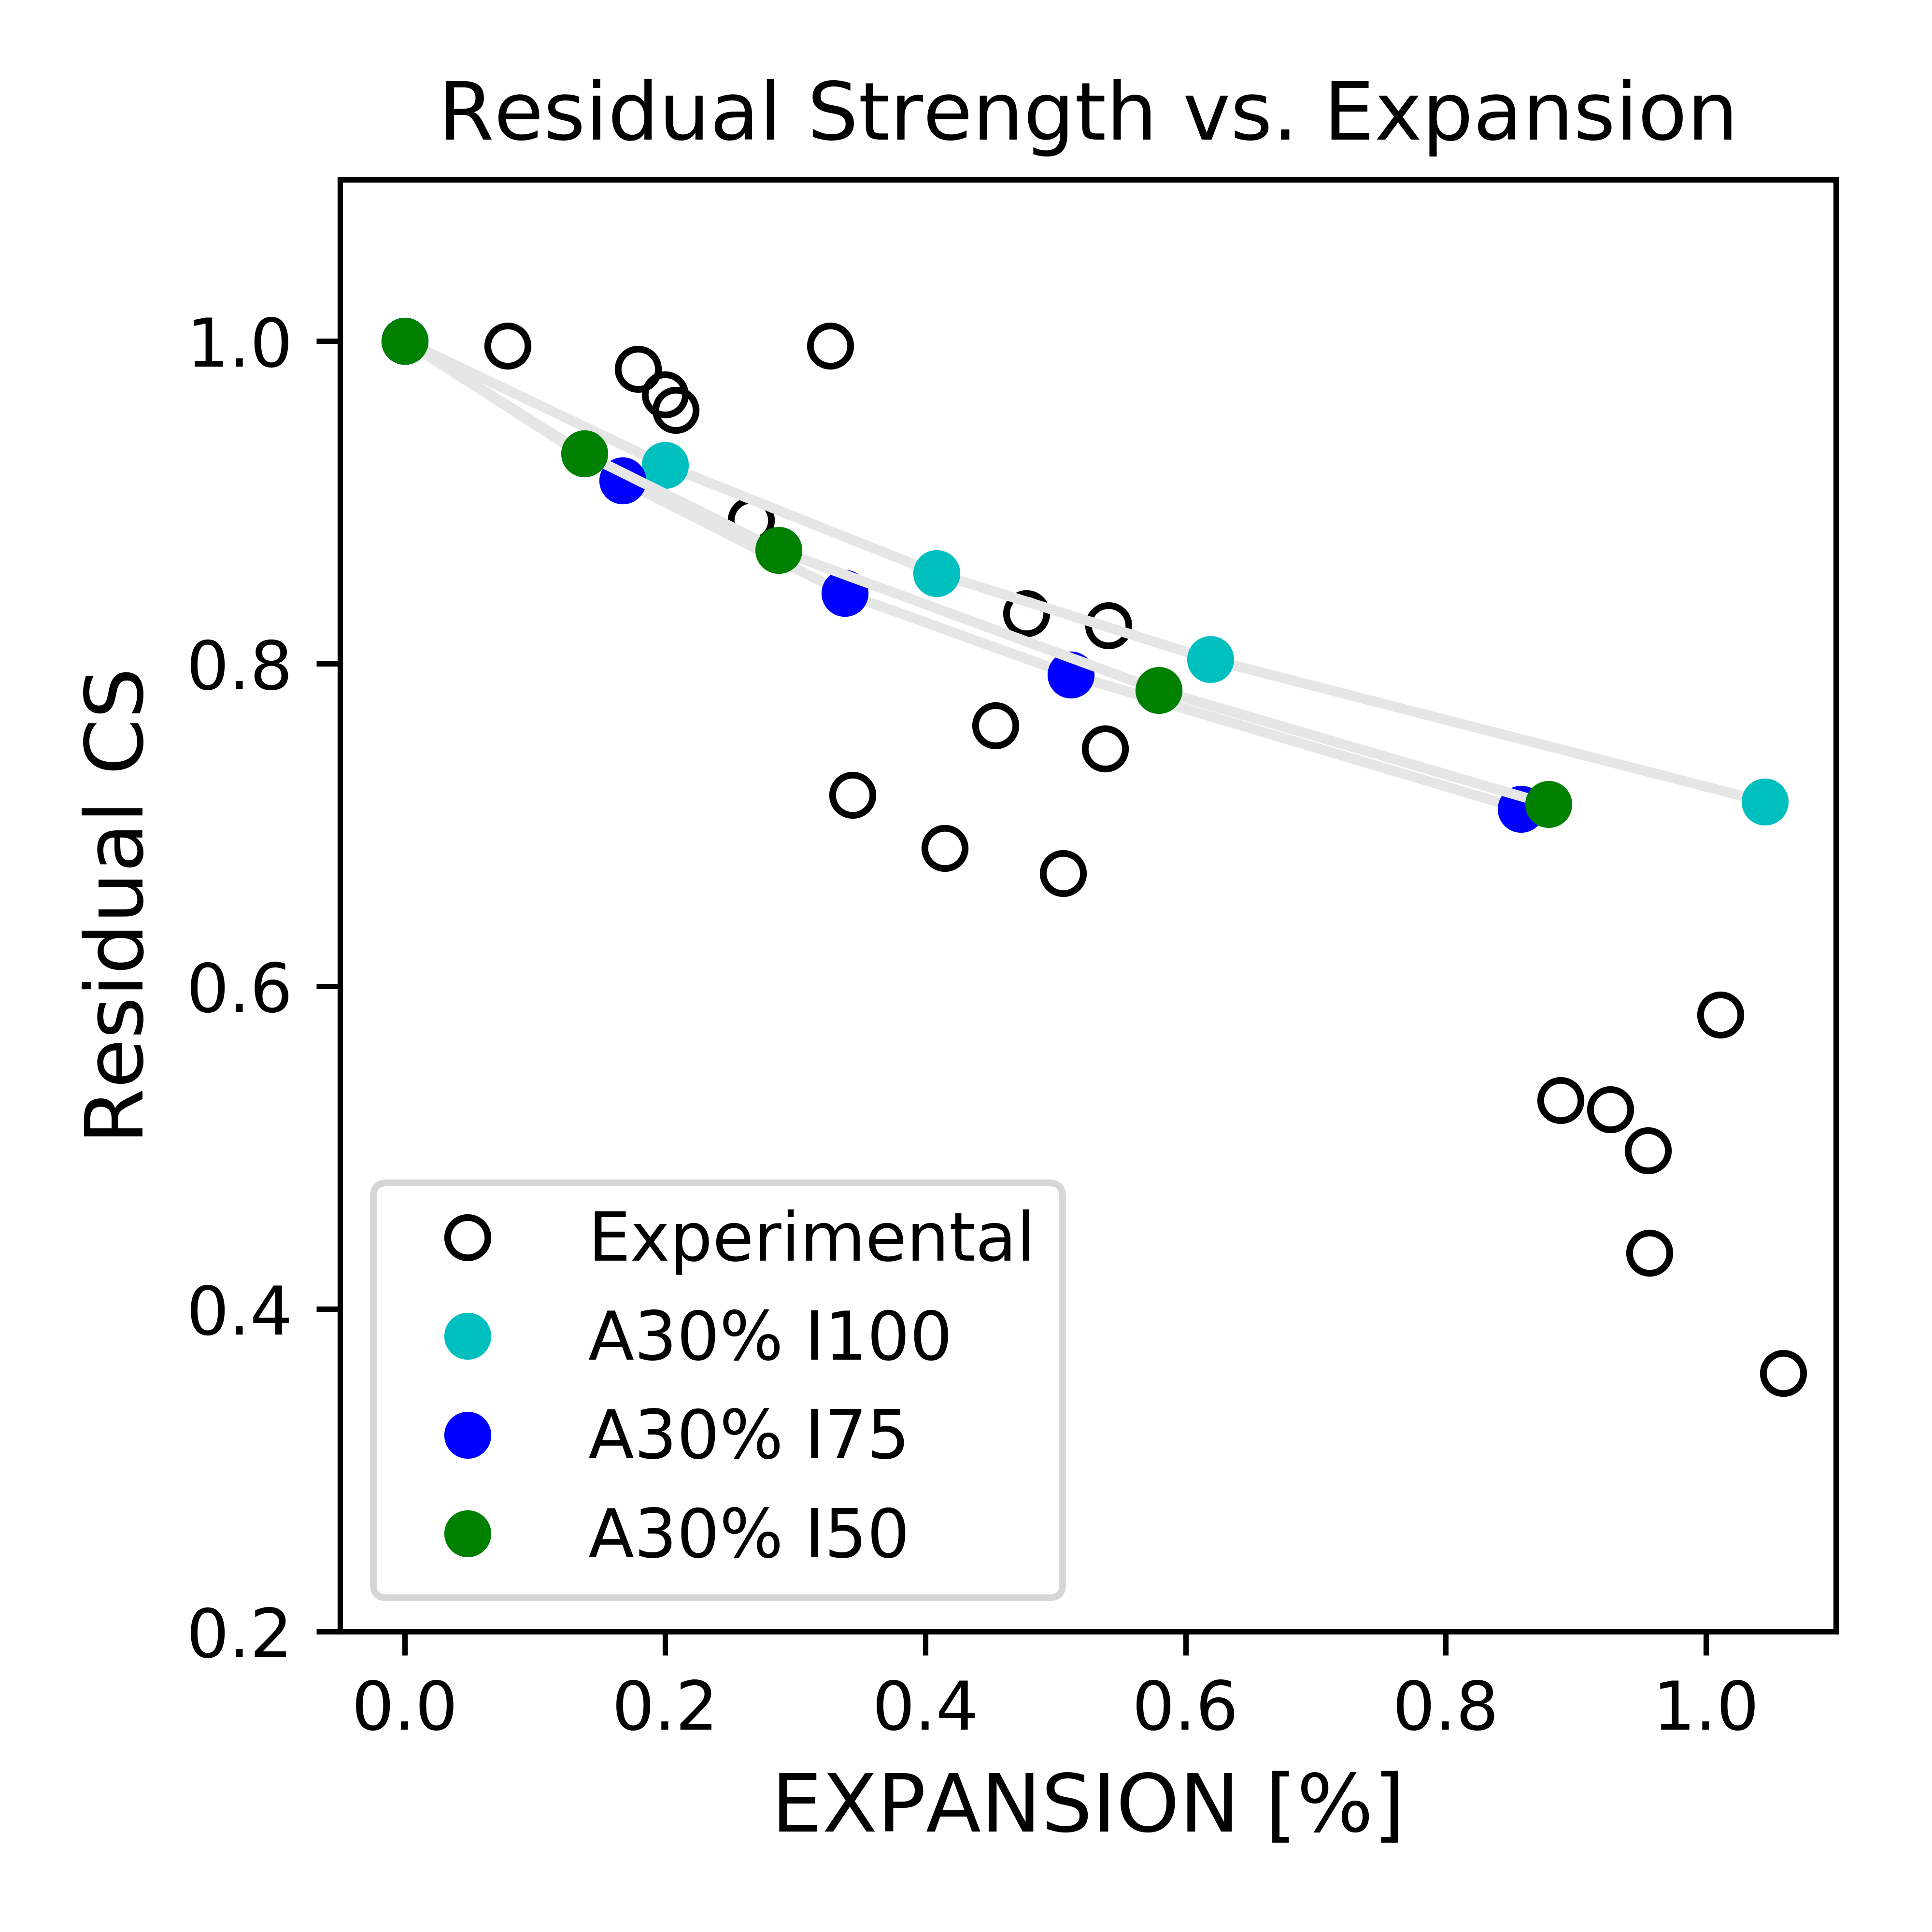 Residual Strength vs. Expansion
1.0
0.8
0.6
0.4
0.2
Residual CS
Experimental
A30% I100
A30% I75
A30% I50
0.0 0.2 0.4 0.6 0.8 1.0
EXPANSION [%]